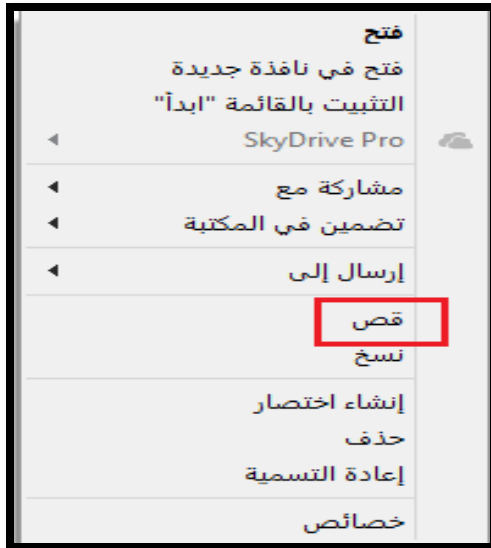 فتح
فتح في نافذة جديدة
التثبيت بالقائمة "ابدأ"
SkyDrive Pro
مشاركة مع
تضمين في المكتبة
إرسال إلى
قص
نسخ
إنشاء اختصار
حذف
إعادة التسمية
خصائص